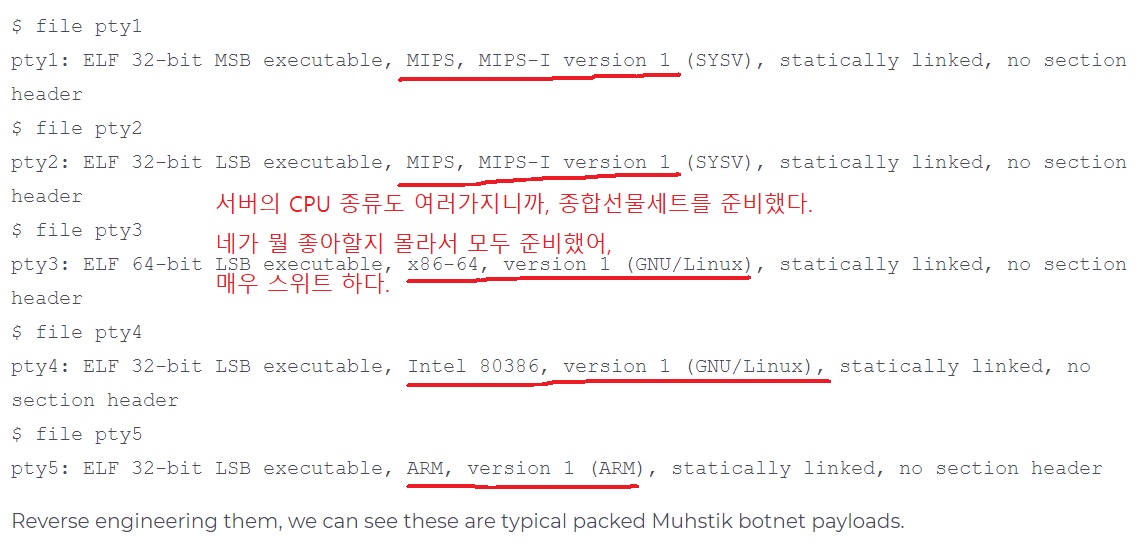 $ file pty1
pty1: ELF 32-bit MSB executable, MIPS, MIPS-I version 1 (SYSV), statically linked, no section
header
$ file pty2
pty2: ELF 32-bit LSB executable, MIPS, MIPS-I version 1 (SYSV), statically linked, no section
header
서버의 CPU 종류도 여러가지니까, 종합선물세트를 준비했다.
$ file pty3
네가 뭘 좋아할지 몰라서 모두 준비했어,
pty3: ELF 64-bit LSB executable, x86-64, version 1 (GNU/Linux), statically linked, no section
매우 스위트 하다.
header
$ file pty4
pty4: ELF 32-bit LSB executable, Intel 80386, version 1 (GNU/Linux), statically linked, no
section header
$ file pty5
pty5: ELF 32-bit LSB executable, ARM, version 1 (ARM), statically linked, no section header
Reverse engineering them, we can see these are typical packed Muhstik botnet payloads.